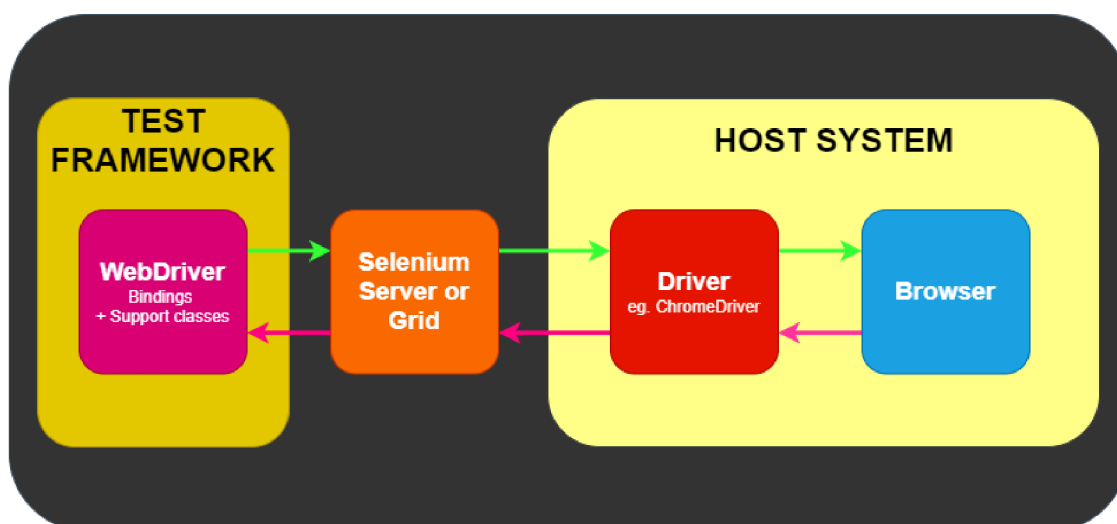 TEST
FRAMEWORK
HOST SYSTEM
WebDriver
Bindings
+ Support classes
Selenium
Server or
Grid
Driver
eg. ChromeDriver
Browser